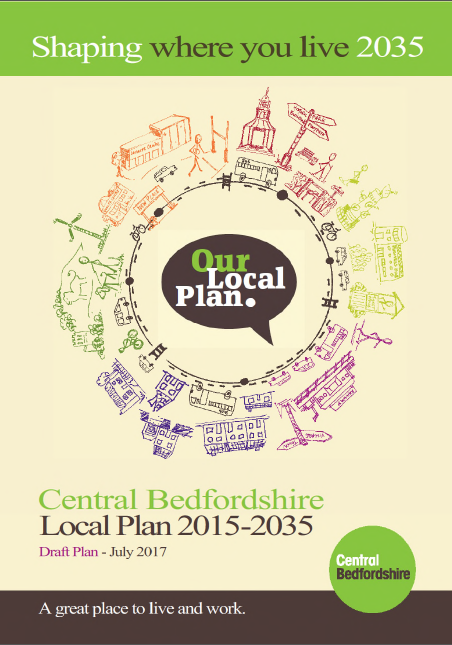 Shaping where you live 2035
Our
Local
Plan.
Central Bedfordshire
Local Plan 2015-2035
Draft Plan - July 2017
Central
Bedfordshire
A great place to live and work.